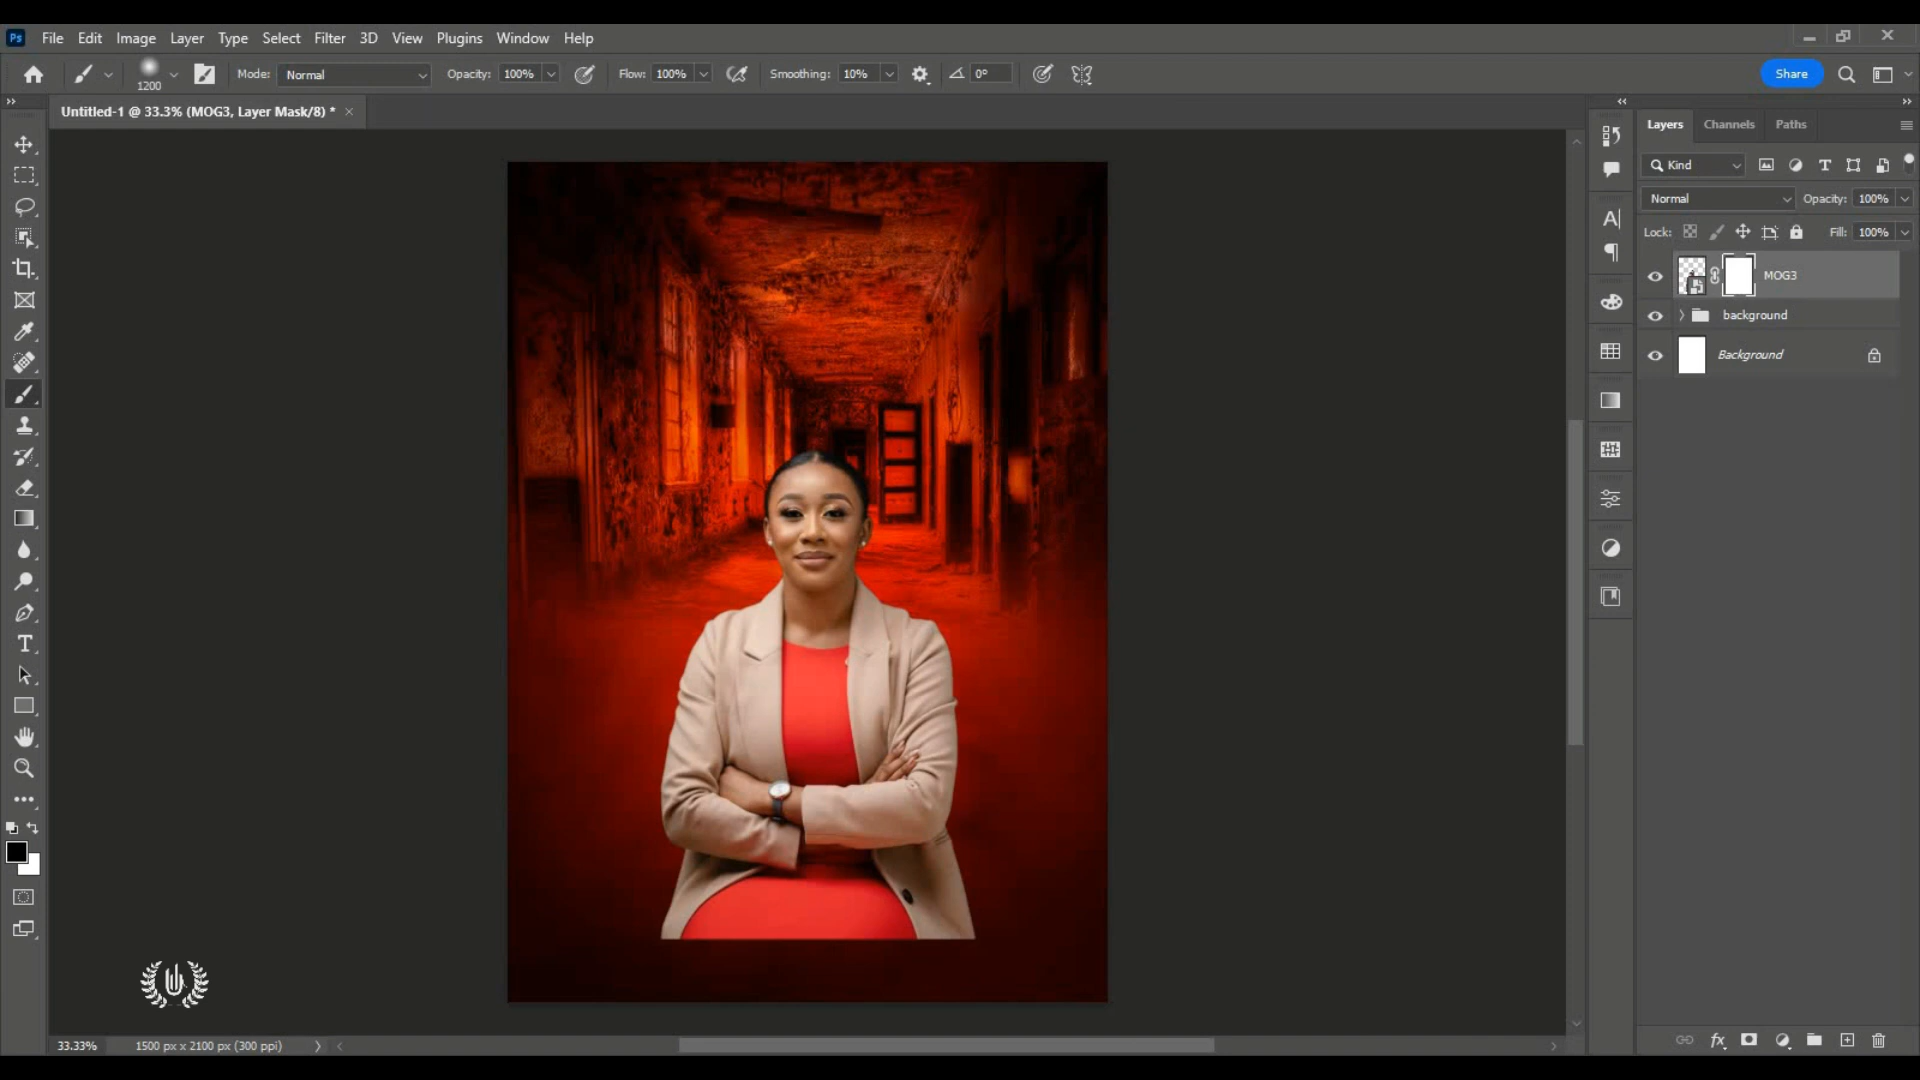 Ps File Edit Image Layer Type Select Filter 3D View Plugins Window Help
1200 Mode: Normal Opacity: 100% Flow: 100% Smoothing: 10% 0° Share
Untitled-1 @ 33.3% (MOG3, Layer Mask/8) *
Layers Channels Paths
Kind
Normal Opacity: 100%
Lock: Fill: 100%
MOG3
background
Background
33.33% 1500 px x 2100 px (300 ppi)